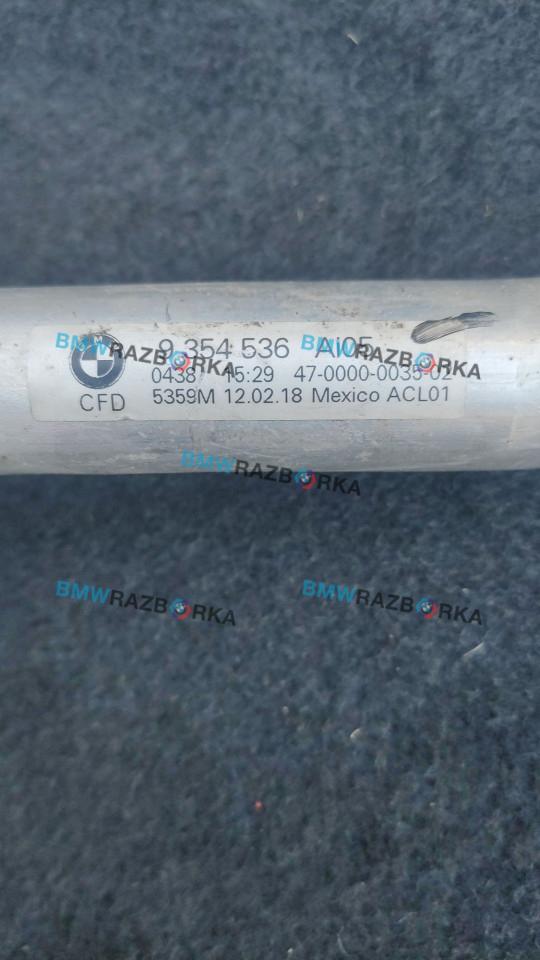 9 354 536 AI05
0438 15:29 47-0000-0035-02
CFD 5359M 12.02.18 Mexico ACL01
BMWRAZBORKA
BMWRAZBORKA
BMWRAZBORKA
BMWRAZBORKA
BMWRAZBORKA